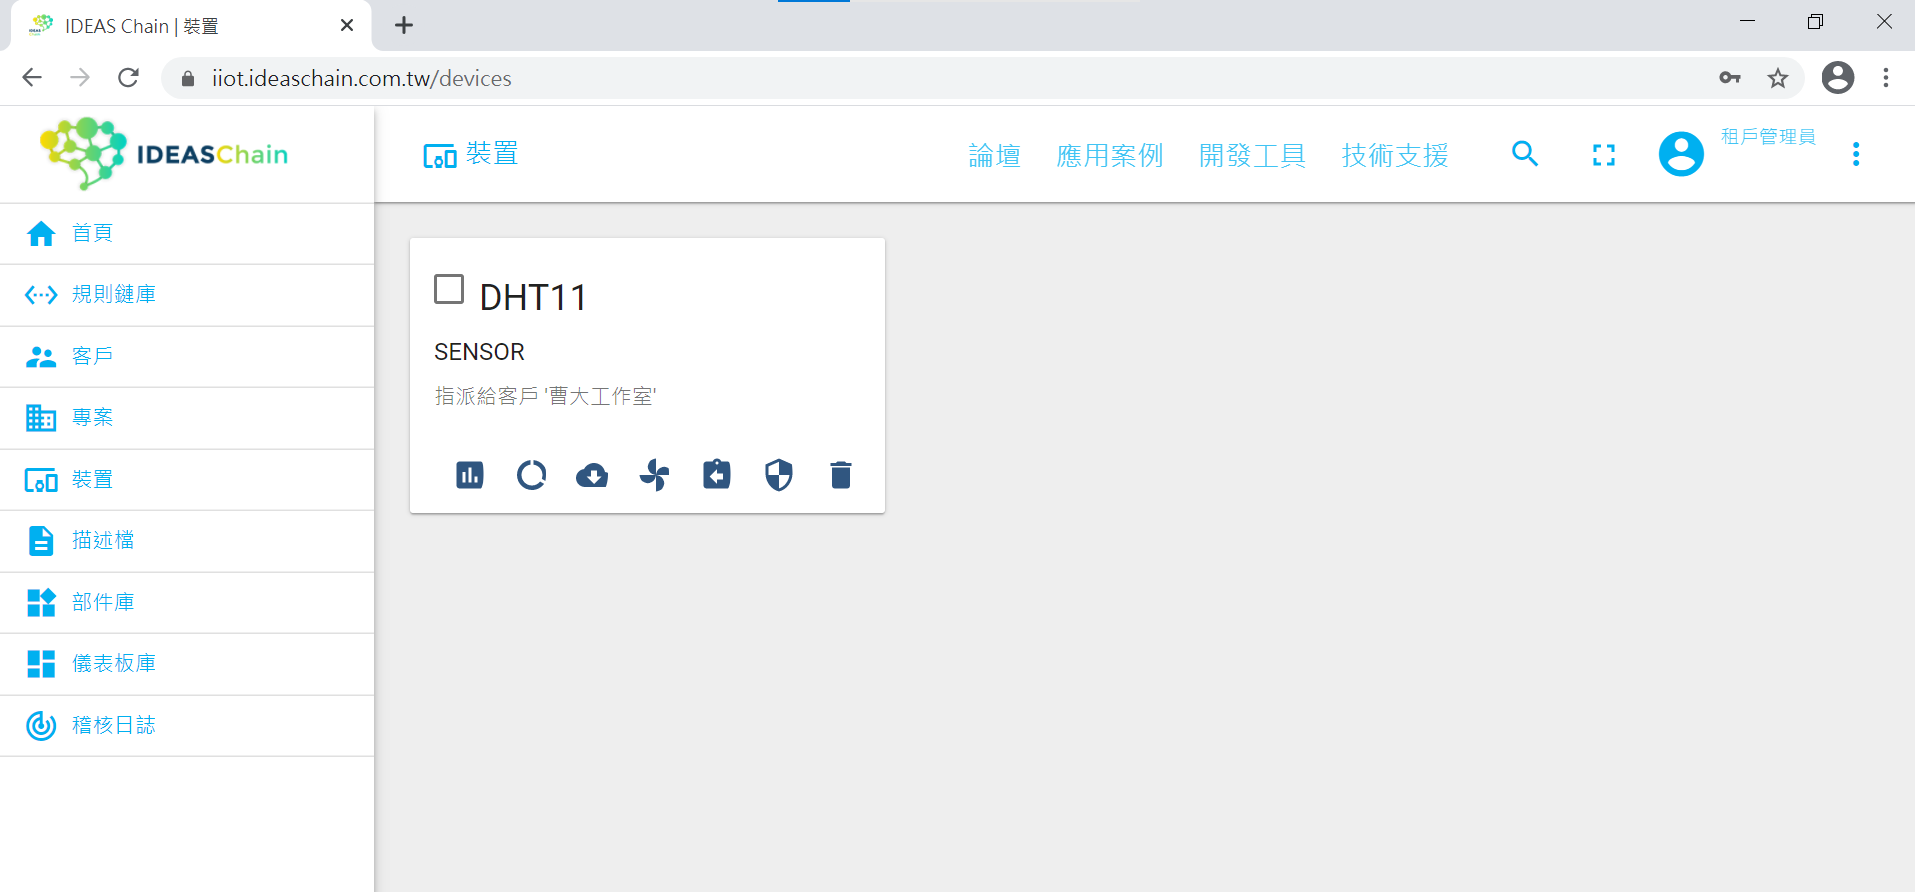 IDEAS Chain | 裝置
iiot.ideaschain.com.tw/devices
IDEASChain
裝置
論壇 應用案例 開發工具 技術支援
租戶管理員
首頁
規則鏈庫
客戶
專案
裝置
描述檔
部件庫
儀表板庫
稽核日誌
DHT11
SENSOR
指派給客戶 '曹大工作室'